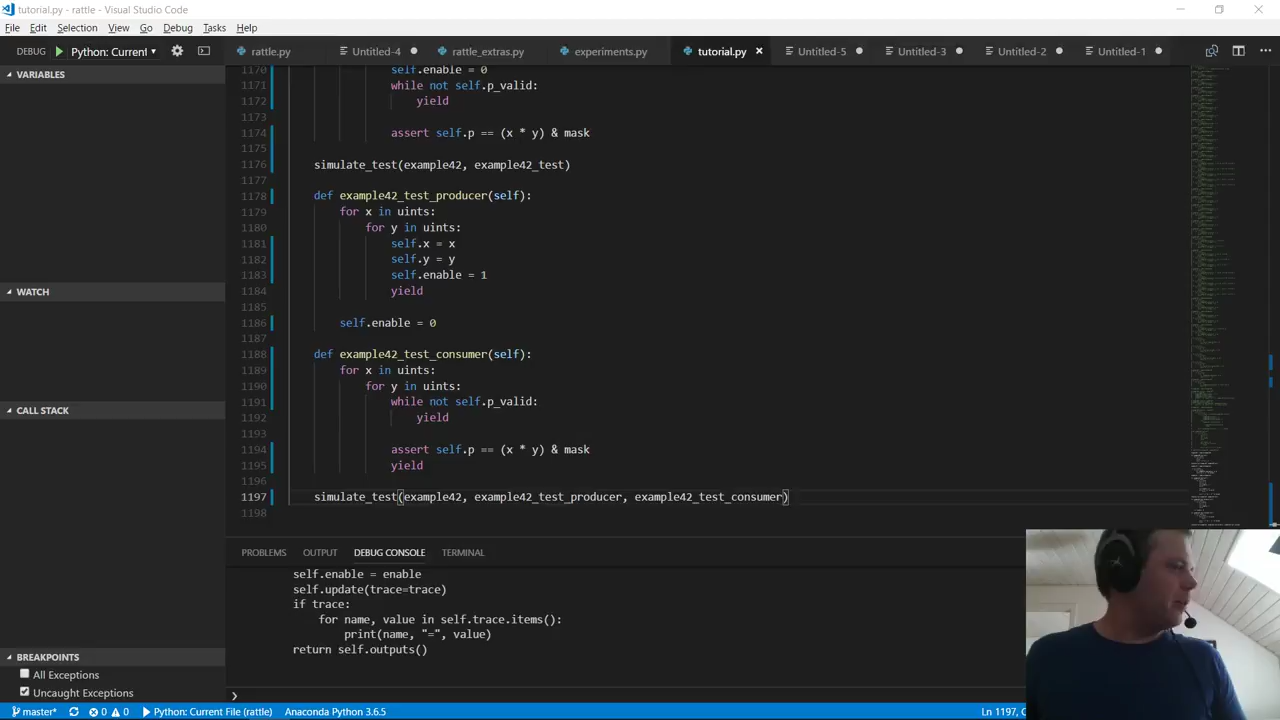 tutorial.py - rattle - Visual Studio Code
File Edit Selection View Go Debug Tasks Help
DEBUG Python: Current
rattle.py Untitled-4 rattle_extras.py experiments.py tutorial.py Untitled-5 Untitled-3 Untitled-2 Untitled-1
VARIABLES
WATCH
CALL STACK
BREAKPOINTS
All Exceptions
Uncaught Exceptions
1170 self.enable = 0
1171 while not self.p_valid:
1172 yield
1173
1174 assert self.p == (x * y) & mask
1175
1176 simulate_test(example42, example42_test)
1177
1178 def example42_test_producer(self):
1179 for x in uints:
1180 for y in uints:
1181 self.x = x
1182 self.y = y
1183 self.enable = 1
1184 yield
1185
1186 self.enable = 0
1187
1188 def example42_test_consumer(self):
1189 for x in uints:
1190 for y in uints:
1191 while not self.p_valid:
1192 yield
1193
1194 assert self.p == (x * y) & mask
1195 yield
1196
1197 simulate_test(example42, example42_test_producer, example42_test_consumer)
1198
PROBLEMS OUTPUT DEBUG CONSOLE TERMINAL
self.enable = enable
self.update(trace=trace)
if trace:
for name, value in self.trace.items():
print(name, "=", value)
return self.outputs()
master* 0 0 Python: Current File (rattle) Anaconda Python 3.6.5 Ln 1197,